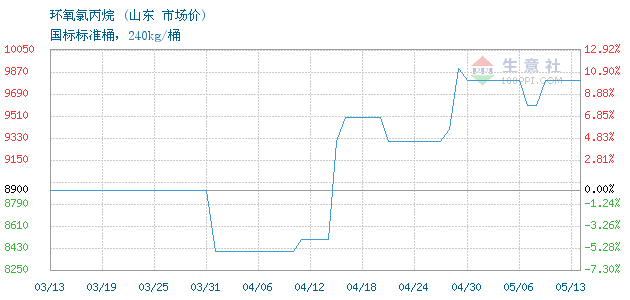 环氧氯丙烷 (山东 市场价)
国标标准桶, 240kg/桶
10050 12.92%
9870 10.90%
9690 8.88%
9510 6.85%
9330 4.83%
9150 2.81%
8900 0.00%
8790 -1.24%
8610 -3.26%
8430 -5.28%
8250 -7.30%
生意社
100PPI.COM
03/13 03/19 03/25 03/31 04/06 04/12 04/18 04/24 04/30 05/06 05/13